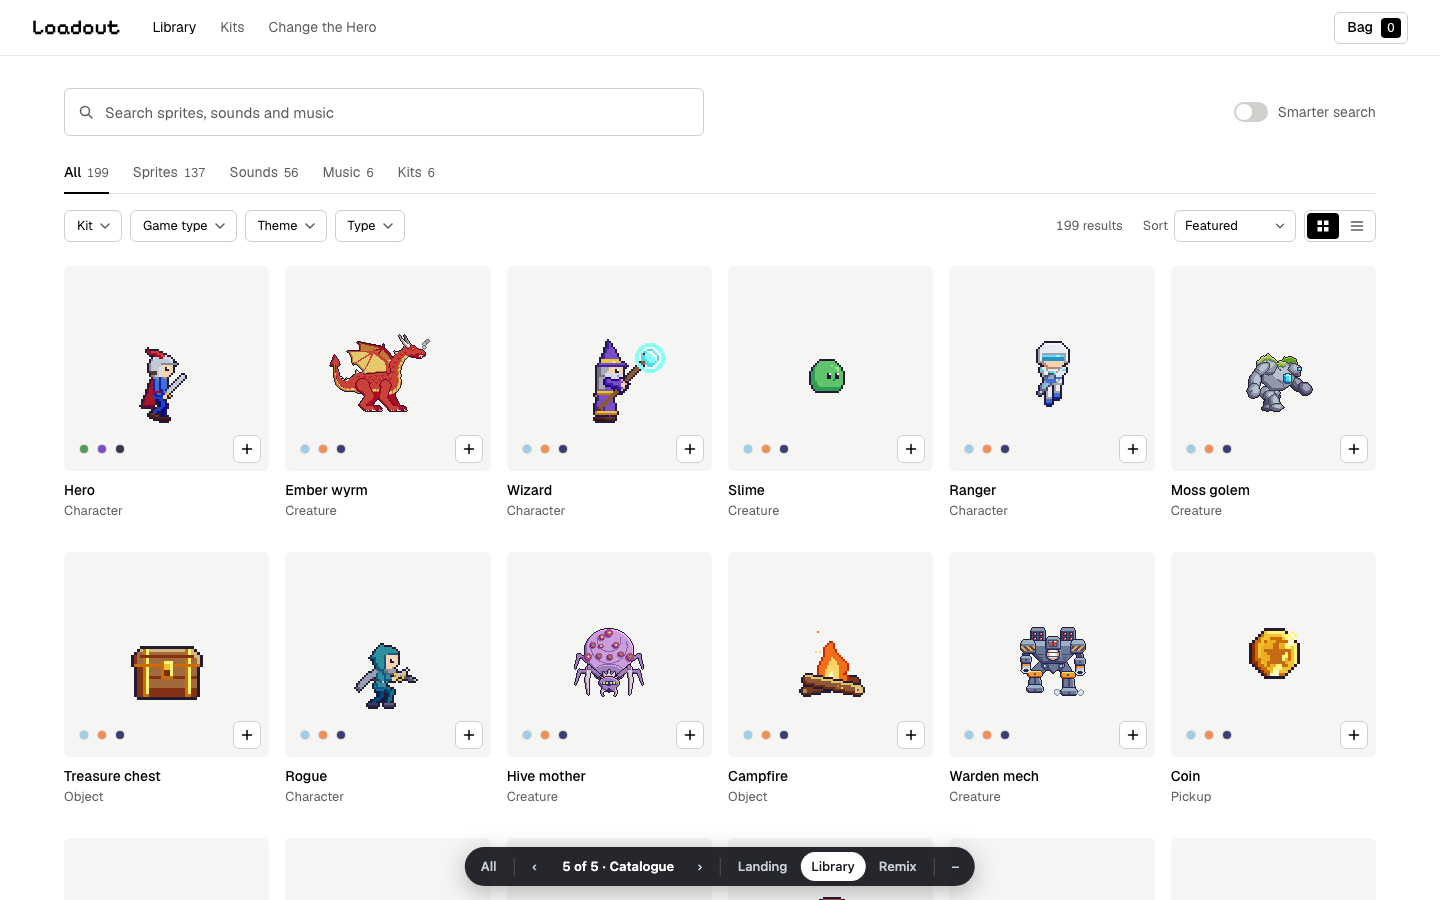 Loadout Library Kits Change the Hero Bag 0
Search sprites, sounds and music Smarter search
All 199 Sprites 137 Sounds 56 Music 6 Kits 6
Kit Game type Theme Type 199 results Sort Featured
Hero Ember wyrm Wizard Slime Ranger Moss golem
Character Creature Character Creature Character Creature
Treasure chest Rogue Hive mother Campfire Warden mech Coin
Object Character Creature Object Creature Pickup
All ‹ 5 of 5 · Catalogue › Landing Library Remix –